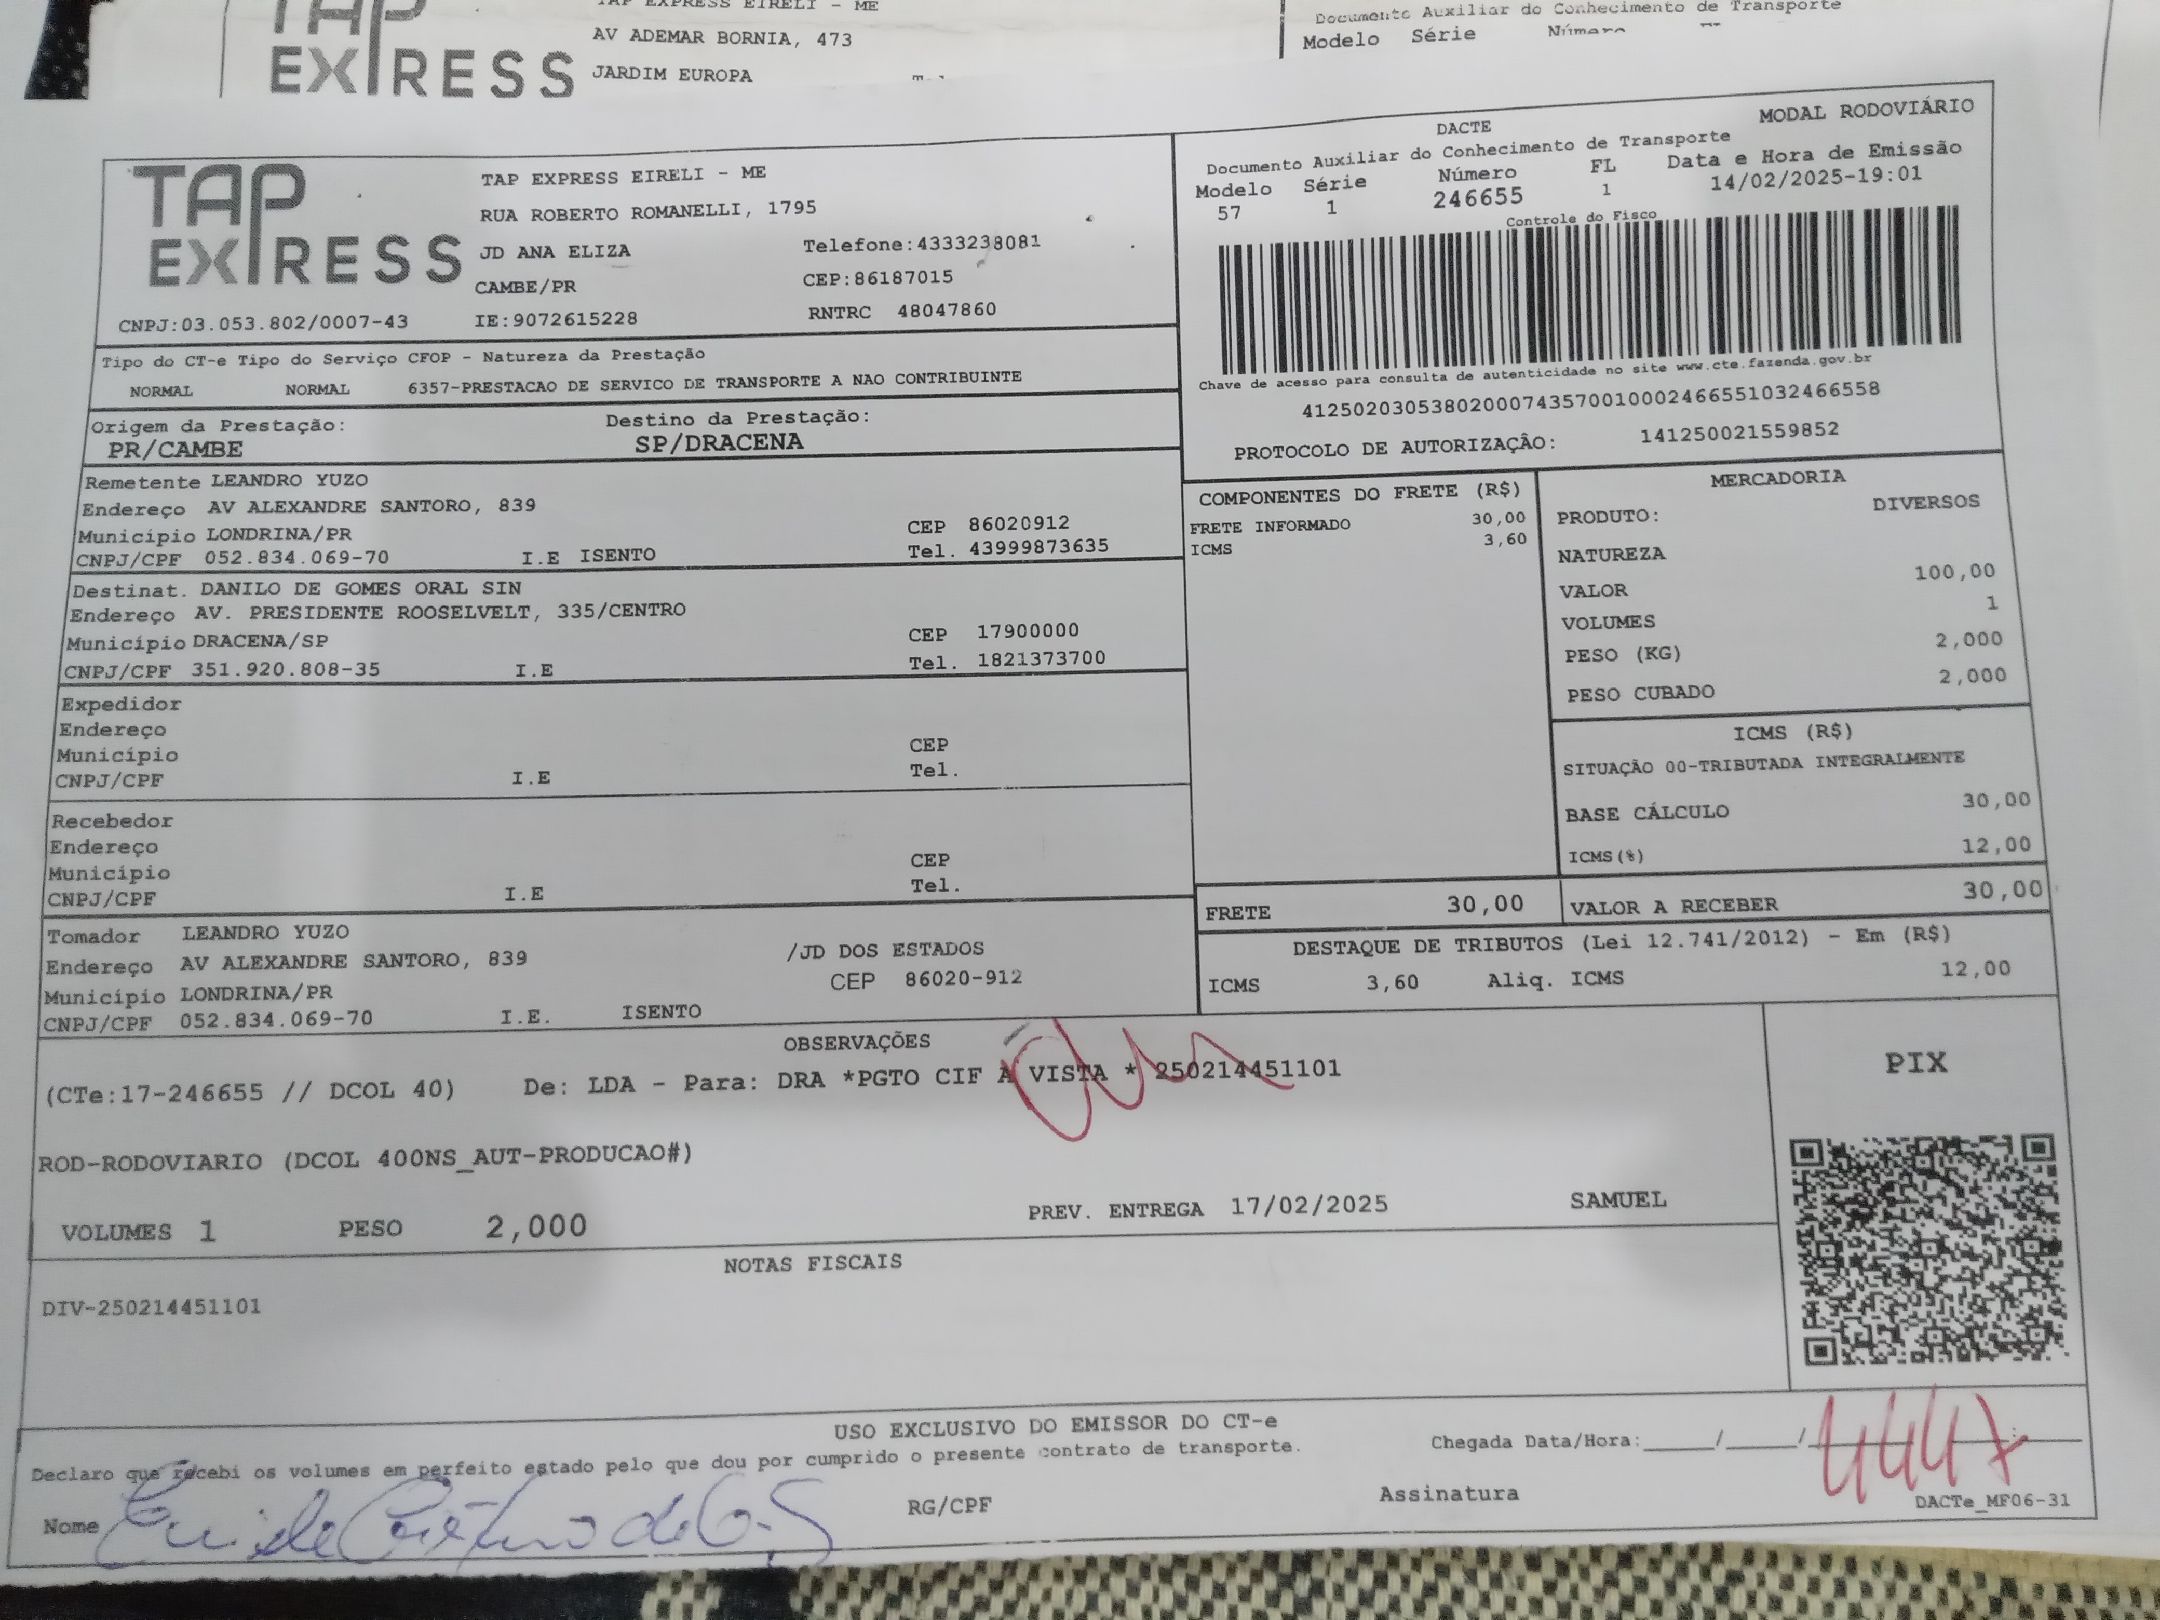 TAP EXPRESS
TAP EXPRESS EIRELI - ME
AV ADEMAR BORNIA, 473
JARDIM EUROPA
Documento Auxiliar do Conhecimento de Transporte
Modelo Série Número
TAP EXPRESS
TAP EXPRESS EIRELI - ME
RUA ROBERTO ROMANELLI, 1795
JD ANA ELIZA Telefone:4333238081
CAMBE/PR CEP:86187015
CNPJ:03.053.802/0007-43 IE:9072615228 RNTRC 48047860
MODAL RODOVIÁRIO
DACTE
Documento Auxiliar do Conhecimento de Transporte
Modelo Série Número FL Data e Hora de Emissão
57 1 246655 1 14/02/2025-19:01
Controle do Fisco
Chave de acesso para consulta de autenticidade no site www.cte.fazenda.gov.br
41250203053802000743570010002466551032466558
PROTOCOLO DE AUTORIZAÇÃO: 141250021559852
Tipo do CT-e Tipo do Serviço CFOP - Natureza da Prestação
NORMAL NORMAL 6357-PRESTACAO DE SERVICO DE TRANSPORTE A NAO CONTRIBUINTE
Origem da Prestação: Destino da Prestação:
PR/CAMBE SP/DRACENA
Remetente LEANDRO YUZO
Endereço AV ALEXANDRE SANTORO, 839
Município LONDRINA/PR CEP 86020912
CNPJ/CPF 052.834.069-70 I.E ISENTO Tel. 43999873635
Destinat. DANILO DE GOMES ORAL SIN
Endereço AV. PRESIDENTE ROOSELVELT, 335/CENTRO
Município DRACENA/SP CEP 17900000
CNPJ/CPF 351.920.808-35 I.E Tel. 1821373700
Expedidor
Endereço
Município CEP
CNPJ/CPF I.E Tel.
Recebedor
Endereço
Município CEP
CNPJ/CPF I.E Tel.
Tomador LEANDRO YUZO
Endereço AV ALEXANDRE SANTORO, 839 /JD DOS ESTADOS
Município LONDRINA/PR CEP 86020-912
CNPJ/CPF 052.834.069-70 I.E. ISENTO
COMPONENTES DO FRETE (R$)
FRETE INFORMADO 30,00
ICMS 3,60
MERCADORIA
PRODUTO: DIVERSOS
NATUREZA
VALOR 100,00
VOLUMES 1
PESO (KG) 2,000
PESO CUBADO 2,000
ICMS (R$)
SITUAÇÃO 00-TRIBUTADA INTEGRALMENTE
BASE CÁLCULO 30,00
ICMS(%) 12,00
FRETE 30,00 VALOR A RECEBER 30,00
DESTAQUE DE TRIBUTOS (Lei 12.741/2012) - Em (R$)
ICMS 3,60 Aliq. ICMS 12,00
OBSERVAÇÕES
(CTe:17-246655 // DCOL 40) De: LDA - Para: DRA *PGTO CIF A VISTA * 250214451101
ROD-RODOVIARIO (DCOL 400NS_AUT-PRODUCAO#)
VOLUMES 1 PESO 2,000 PREV. ENTREGA 17/02/2025 SAMUEL
PIX
NOTAS FISCAIS
DIV-250214451101
USO EXCLUSIVO DO EMISSOR DO CT-e
Declaro que recebi os volumes em perfeito estado pelo que dou por cumprido o presente contrato de transporte.
Chegada Data/Hora:_____/_____/
Nome RG/CPF Assinatura
DACTe_MF06-31